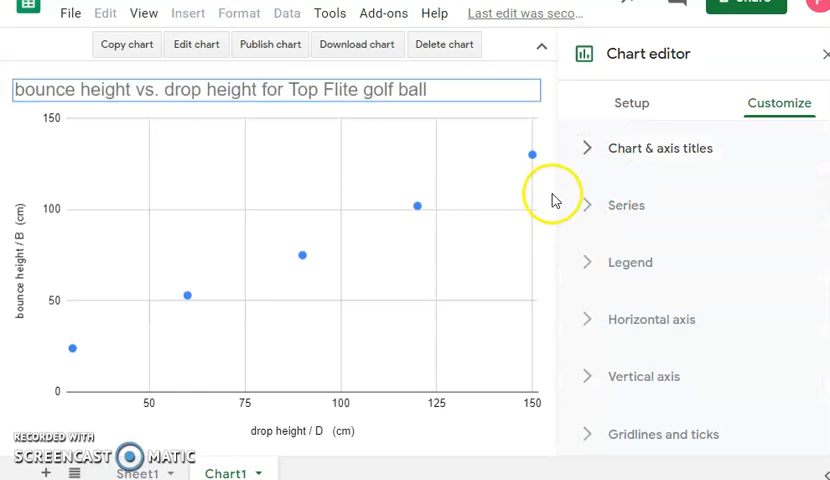 File Edit View Insert Format Data Tools Add-ons Help Last edit was seco...
Copy chart Edit chart Publish chart Download chart Delete chart
Chart editor
bounce height vs. drop height for Top Flite golf ball
Setup Customize
Chart & axis titles
Series
Legend
Horizontal axis
Vertical axis
Gridlines and ticks
150
100
50
0
bounce height / B (cm)
50 75 100 125 150
drop height / D (cm)
RECORDED WITH
SCREENCAST MATIC
Sheet1 Chart1